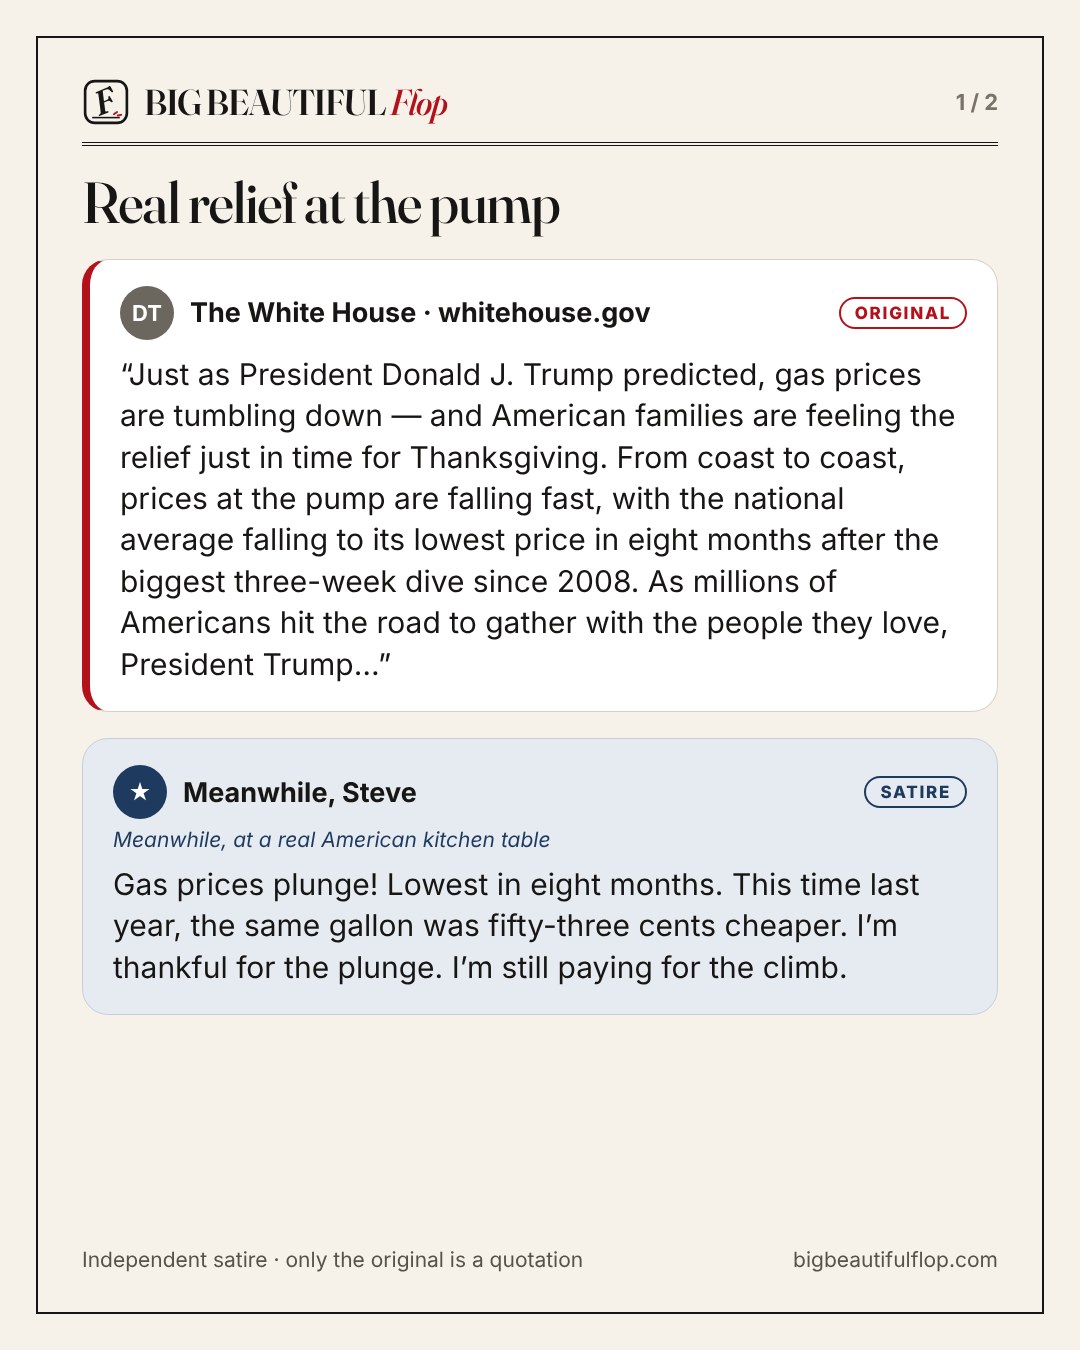 F
BIG BEAUTIFUL Flop
1 / 2
Real relief at the pump
DT
The White House · whitehouse.gov
ORIGINAL
“Just as President Donald J. Trump predicted, gas prices
are tumbling down — and American families are feeling the
relief just in time for Thanksgiving. From coast to coast,
prices at the pump are falling fast, with the national
average falling to its lowest price in eight months after the
biggest three-week dive since 2008. As millions of
Americans hit the road to gather with the people they love,
President Trump…”
★
Meanwhile, Steve
SATIRE
Meanwhile, at a real American kitchen table
Gas prices plunge! Lowest in eight months. This time last
year, the same gallon was fifty-three cents cheaper. I’m
thankful for the plunge. I’m still paying for the climb.
Independent satire · only the original is a quotation
bigbeautifulflop.com